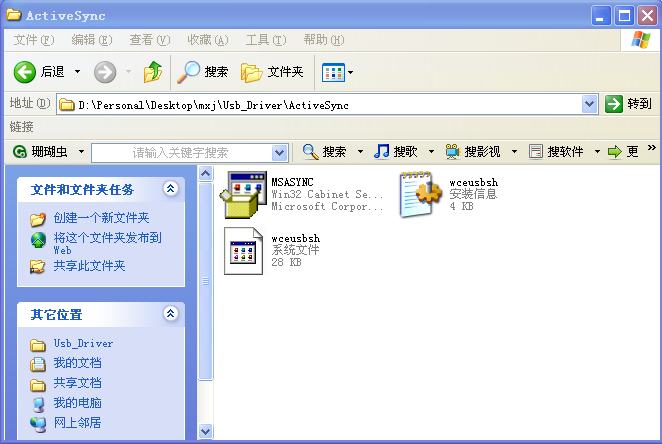 ActiveSync
文件(F) 编辑(E) 查看(V) 收藏(A) 工具(T) 帮助(H)
后退 搜索 文件夹
地址(D) D:\Personal\Desktop\mxj\Usb_Driver\ActiveSync 转到
链接
珊瑚虫 请输入关键字搜索 搜索 搜歌 搜影视 搜软件 更 »
文件和文件夹任务
创建一个新文件夹
将这个文件夹发布到
Web
共享此文件夹
其它位置
Usb_Driver
我的文档
共享文档
我的电脑
网上邻居
MSASYNC
Win32 Cabinet Se...
Microsoft Corpor...
wceusbsh
安装信息
4 KB
wceusbsh
系统文件
28 KB